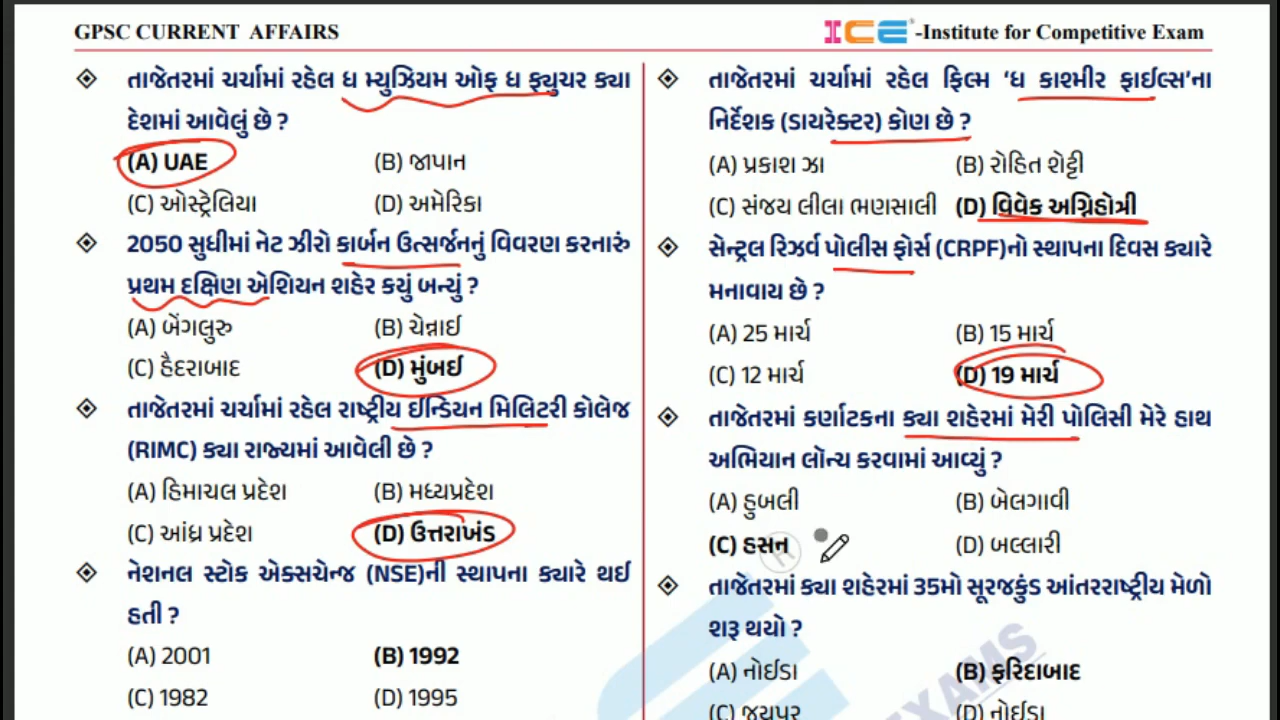 GPSC CURRENT AFFAIRS
ICE -Institute for Competitive Exam
તાજેતરમાં ચર્ચામાં રહેલ ધ મ્યુઝિયમ ઓફ ધ ફ્યુચર ક્યા
દેશમાં આવેલું છે ?
(A) UAE (B) જાપાન
(C) ઓસ્ટ્રેલિયા (D) અમેરિકા
2050 સુધીમાં નેટ ઝીરો કાર્બન ઉત્સર્જનનું વિવરણ કરનારું
પ્રથમ દક્ષિણ એશિયન શહેર કયું બન્યું ?
(A) બેંગલુરુ (B) ચેન્નાઈ
(C) હૈદરાબાદ (D) મુંબઈ
તાજેતરમાં ચર્ચામાં રહેલ રાષ્ટ્રીય ઈન્ડિયન મિલિટરી કોલેજ
(RIMC) ક્યા રાજ્યમાં આવેલી છે ?
(A) હિમાચલ પ્રદેશ (B) મધ્યપ્રદેશ
(C) આંધ્ર પ્રદેશ (D) ઉત્તરાખંડ
નેશનલ સ્ટોક એક્સચેન્જ (NSE)ની સ્થાપના ક્યારે થઈ
હતી ?
(A) 2001 (B) 1992
(C) 1982 (D) 1995
તાજેતરમાં ચર્ચામાં રહેલ ફિલ્મ ‘ધ કાશ્મીર ફાઈલ્સ’ના
નિર્દેશક (ડાયરેક્ટર) કોણ છે ?
(A) પ્રકાશ ઝા (B) રોહિત શેટ્ટી
(C) સંજય લીલા ભણસાલી (D) વિવેક અગ્નિહોત્રી
સેન્ટ્રલ રિઝર્વ પોલીસ ફોર્સ (CRPF)નો સ્થાપના દિવસ ક્યારે
મનાવાય છે ?
(A) 25 માર્ચ (B) 15 માર્ચ
(C) 12 માર્ચ (D) 19 માર્ચ
તાજેતરમાં કર્ણાટકના ક્યા શહેરમાં મેરી પોલિસી મેરે હાથ
અભિયાન લૉન્ચ કરવામાં આવ્યું ?
(A) હુબલી (B) બેલગાવી
(C) હસન (D) બલ્લારી
તાજેતરમાં ક્યા શહેરમાં 35મો સૂરજકુંડ આંતરરાષ્ટ્રીય મેળો
શરૂ થયો ?
(A) નોઈડા (B) ફરિદાબાદ
(C) જયપુર (D) નોઈડા
EXAMS